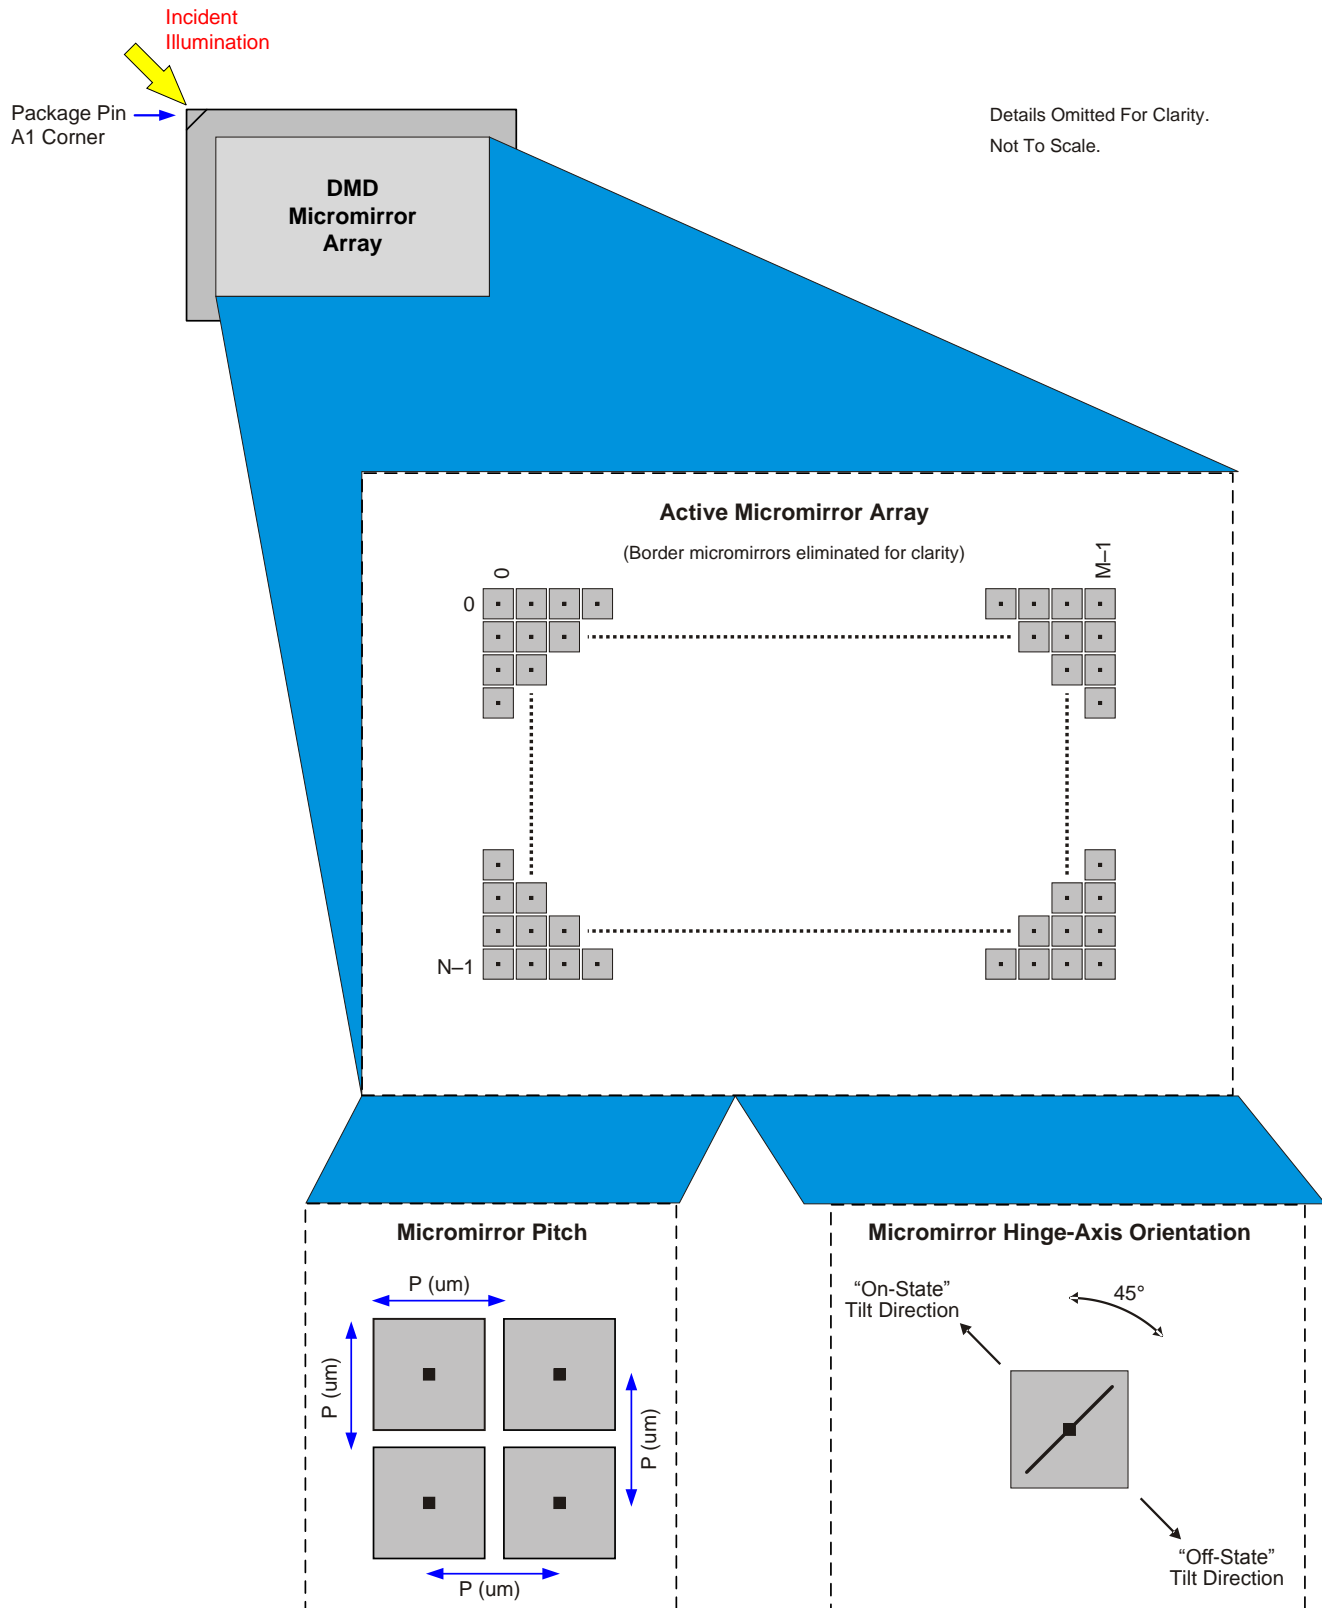 Incident
Illumination
Package Pin
A1 Corner
Details Omitted For Clarity.
Not To Scale.
DMD
Micromirror
Array
Active Micromirror Array
(Border micromirrors eliminated for clarity)
0
M–1
0
N–1
Micromirror Pitch
P (um)
P (um)
P (um)
P (um)
Micromirror Hinge-Axis Orientation
“On-State”
Tilt Direction
45°
“Off-State”
Tilt Direction